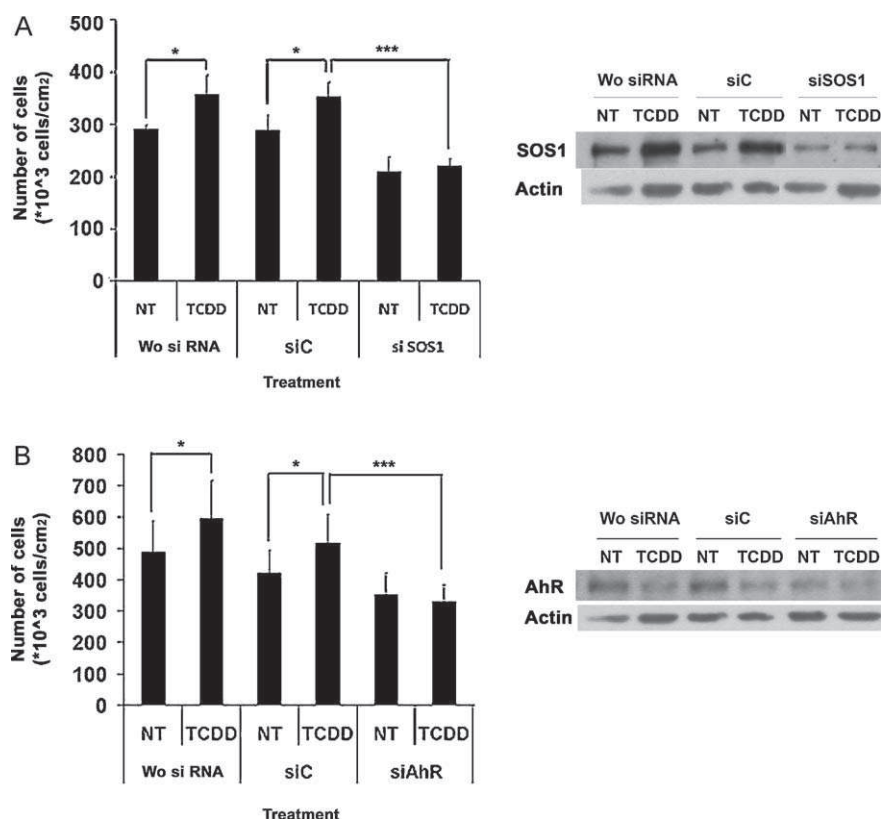 A
Number of cells
(*10^3 cells/cm2)
500
400
300
200
100
0
* * ***
NT TCDD NT TCDD NT TCDD
Wo si RNA siC si SOS1
Treatment
Wo siRNA siC siSOS1
NT TCDD NT TCDD NT TCDD
SOS1
Actin
B
Number of cells
(*10^3 cells/cm2)
800
700
600
500
400
300
200
100
0
* * ***
NT TCDD NT TCDD NT TCDD
Wo si RNA siC siAhR
Treatment
Wo siRNA siC siAhR
NT TCDD NT TCDD NT TCDD
AhR
Actin